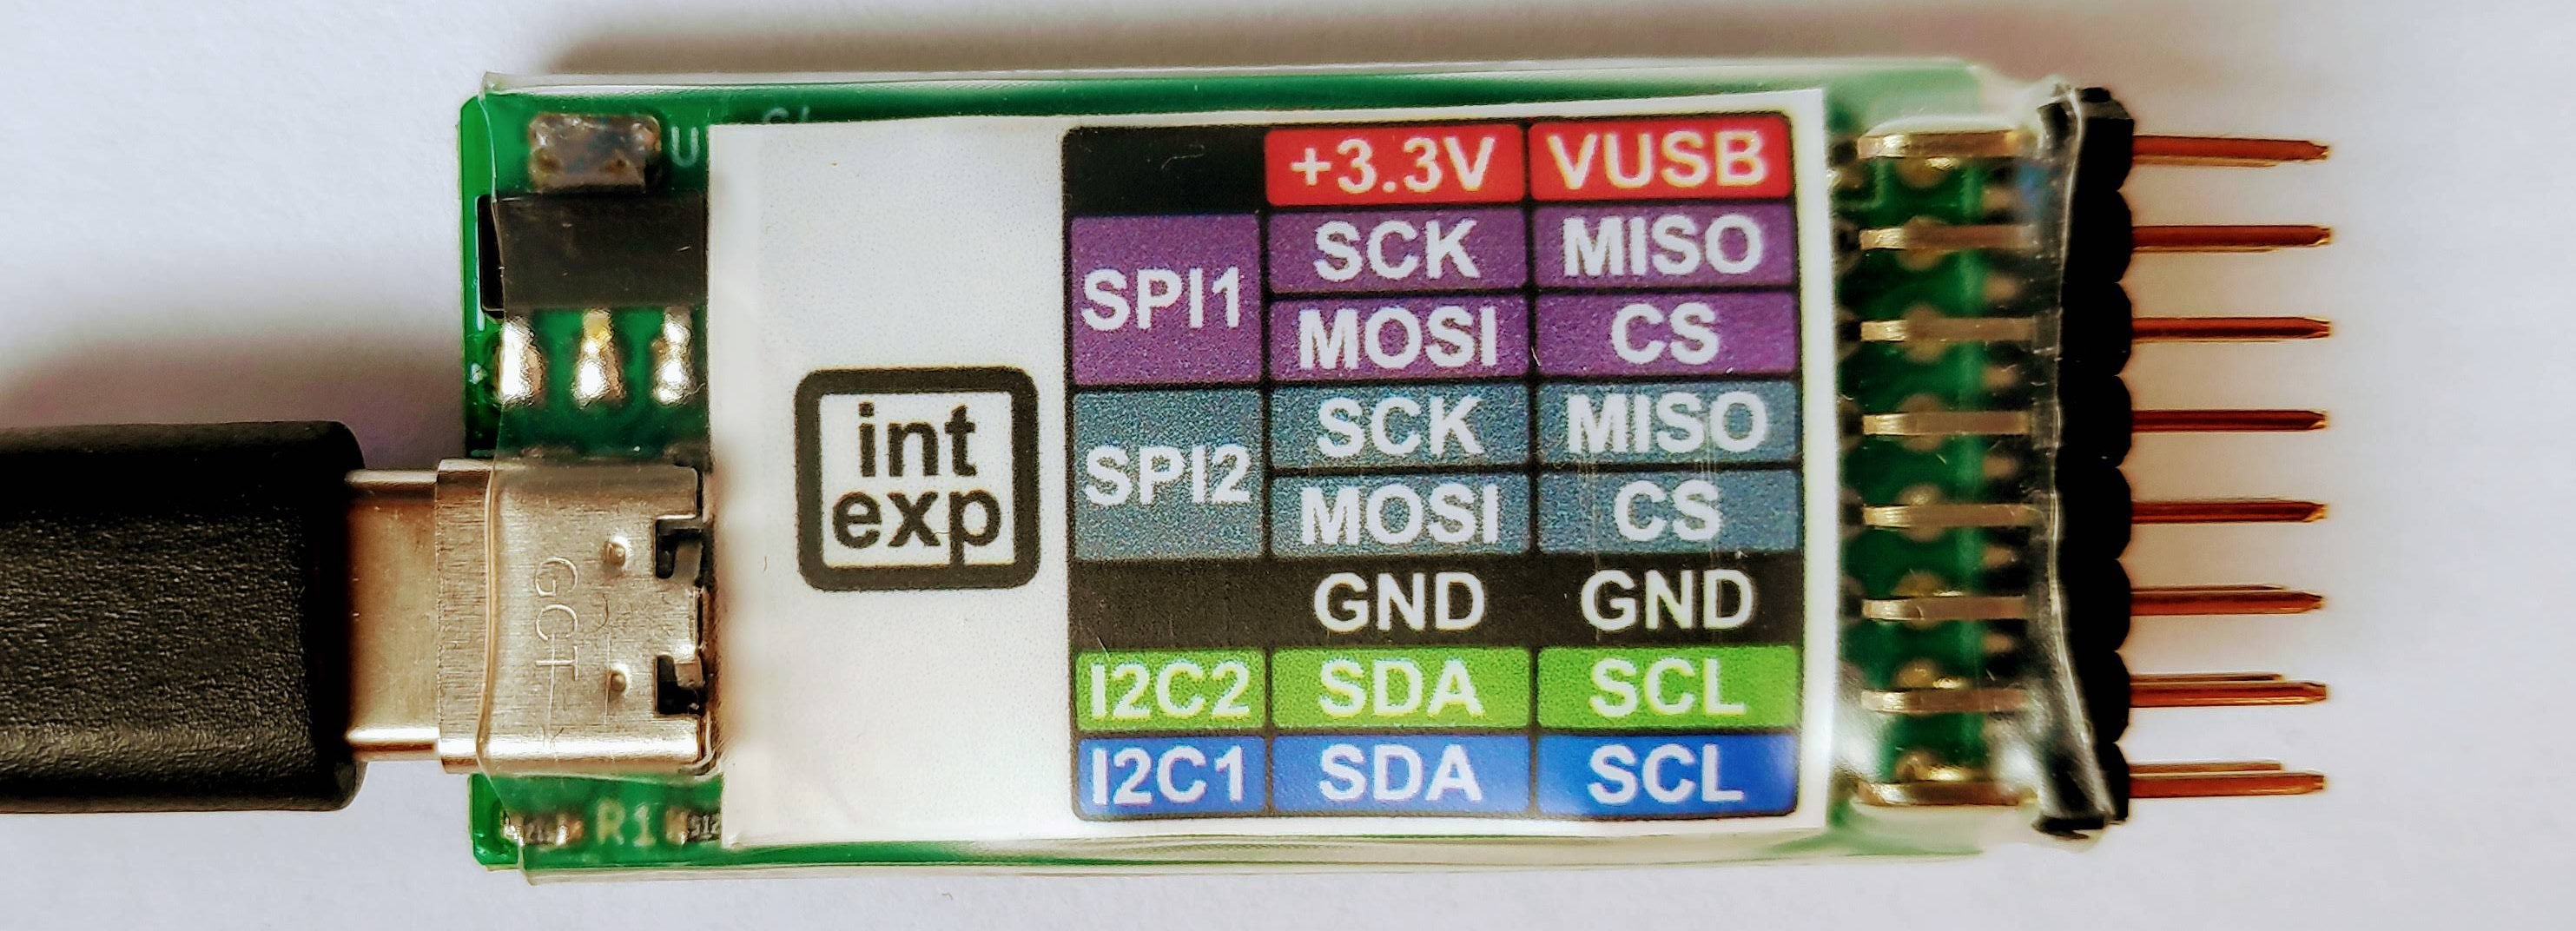 +3.3V VUSB
SPI1
SCK MISO
MOSI CS
SPI2
SCK MISO
MOSI CS
GND GND
I2C2 SDA SCL
I2C1 SDA SCL
int
exp
GCT
R1
U